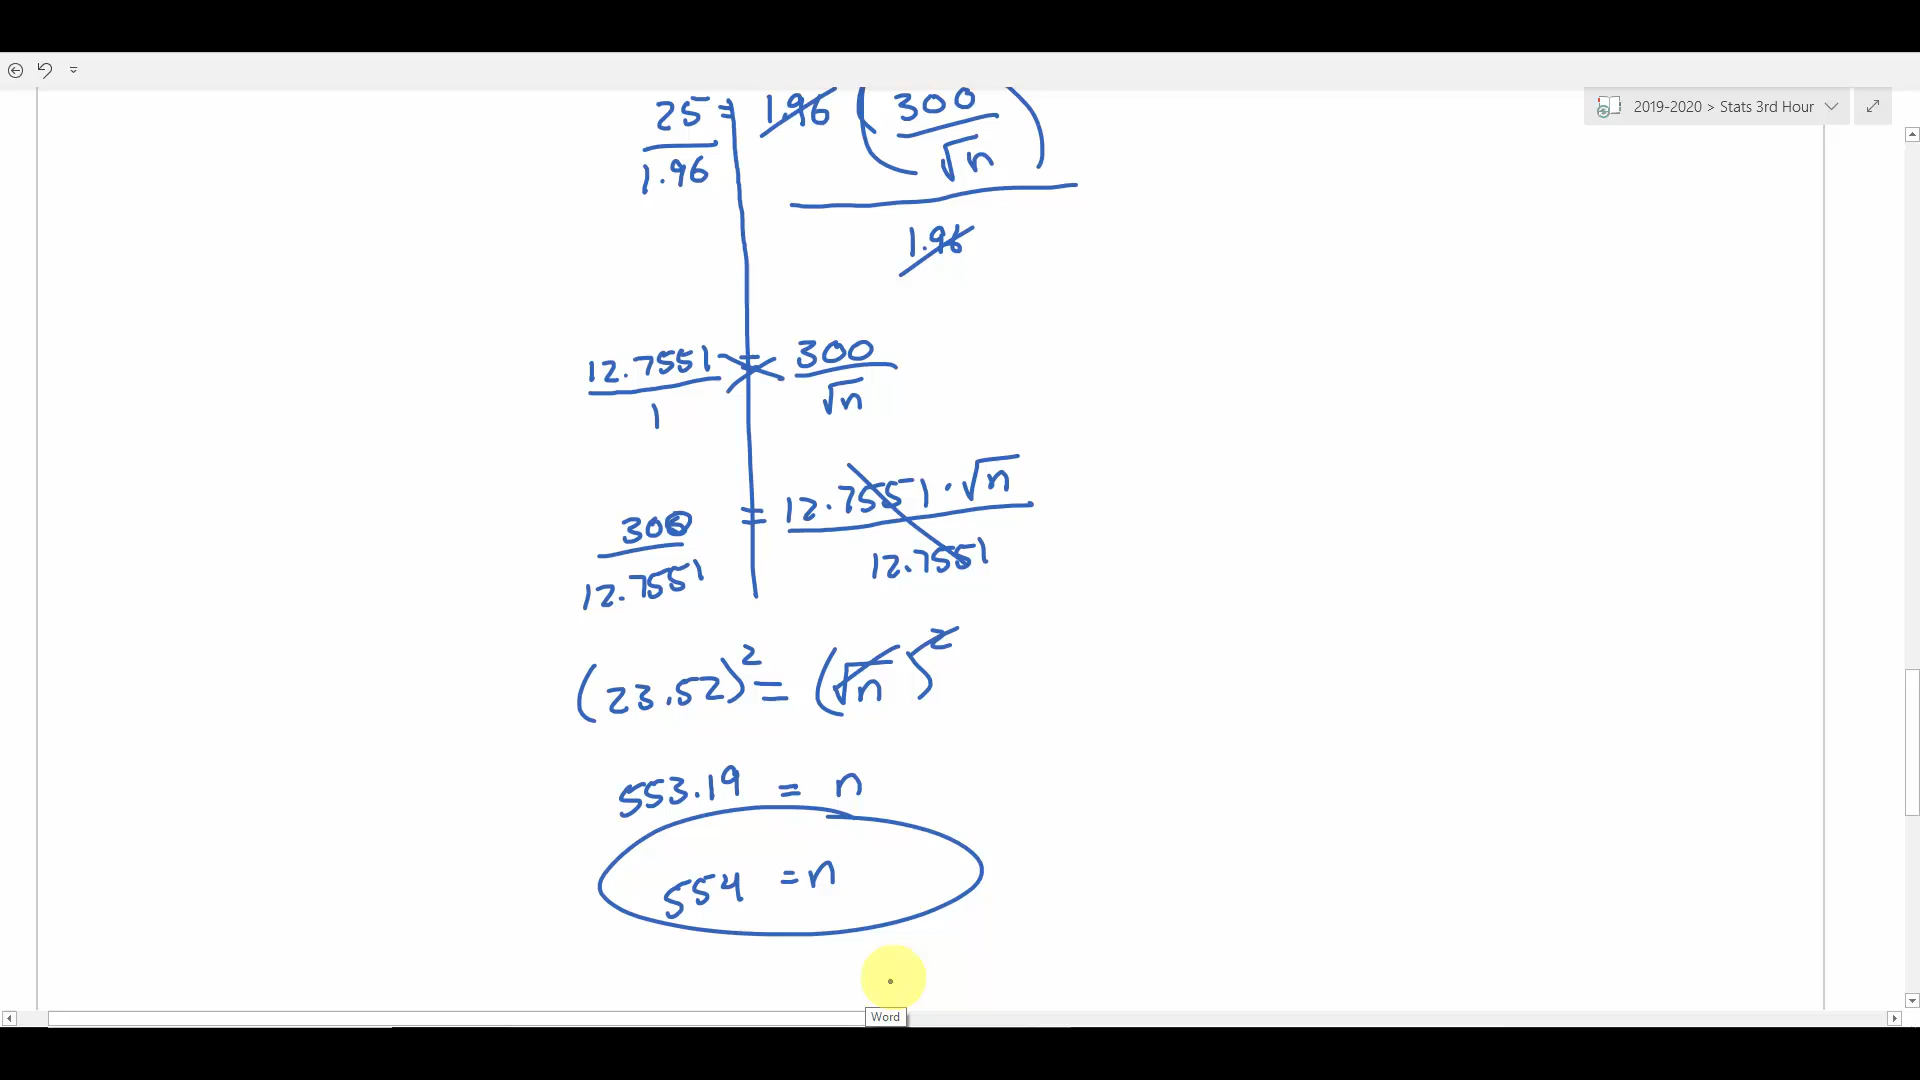 2019-2020 > Stats 3rd Hour
25 = 1.96 (300/√n)
1.96 1.96
12.7551/1 = 300/√n
300 = 12.7551 · √n
12.7551 12.7551
(23.52)² = (√n)²
553.19 = n
554 = n
Word